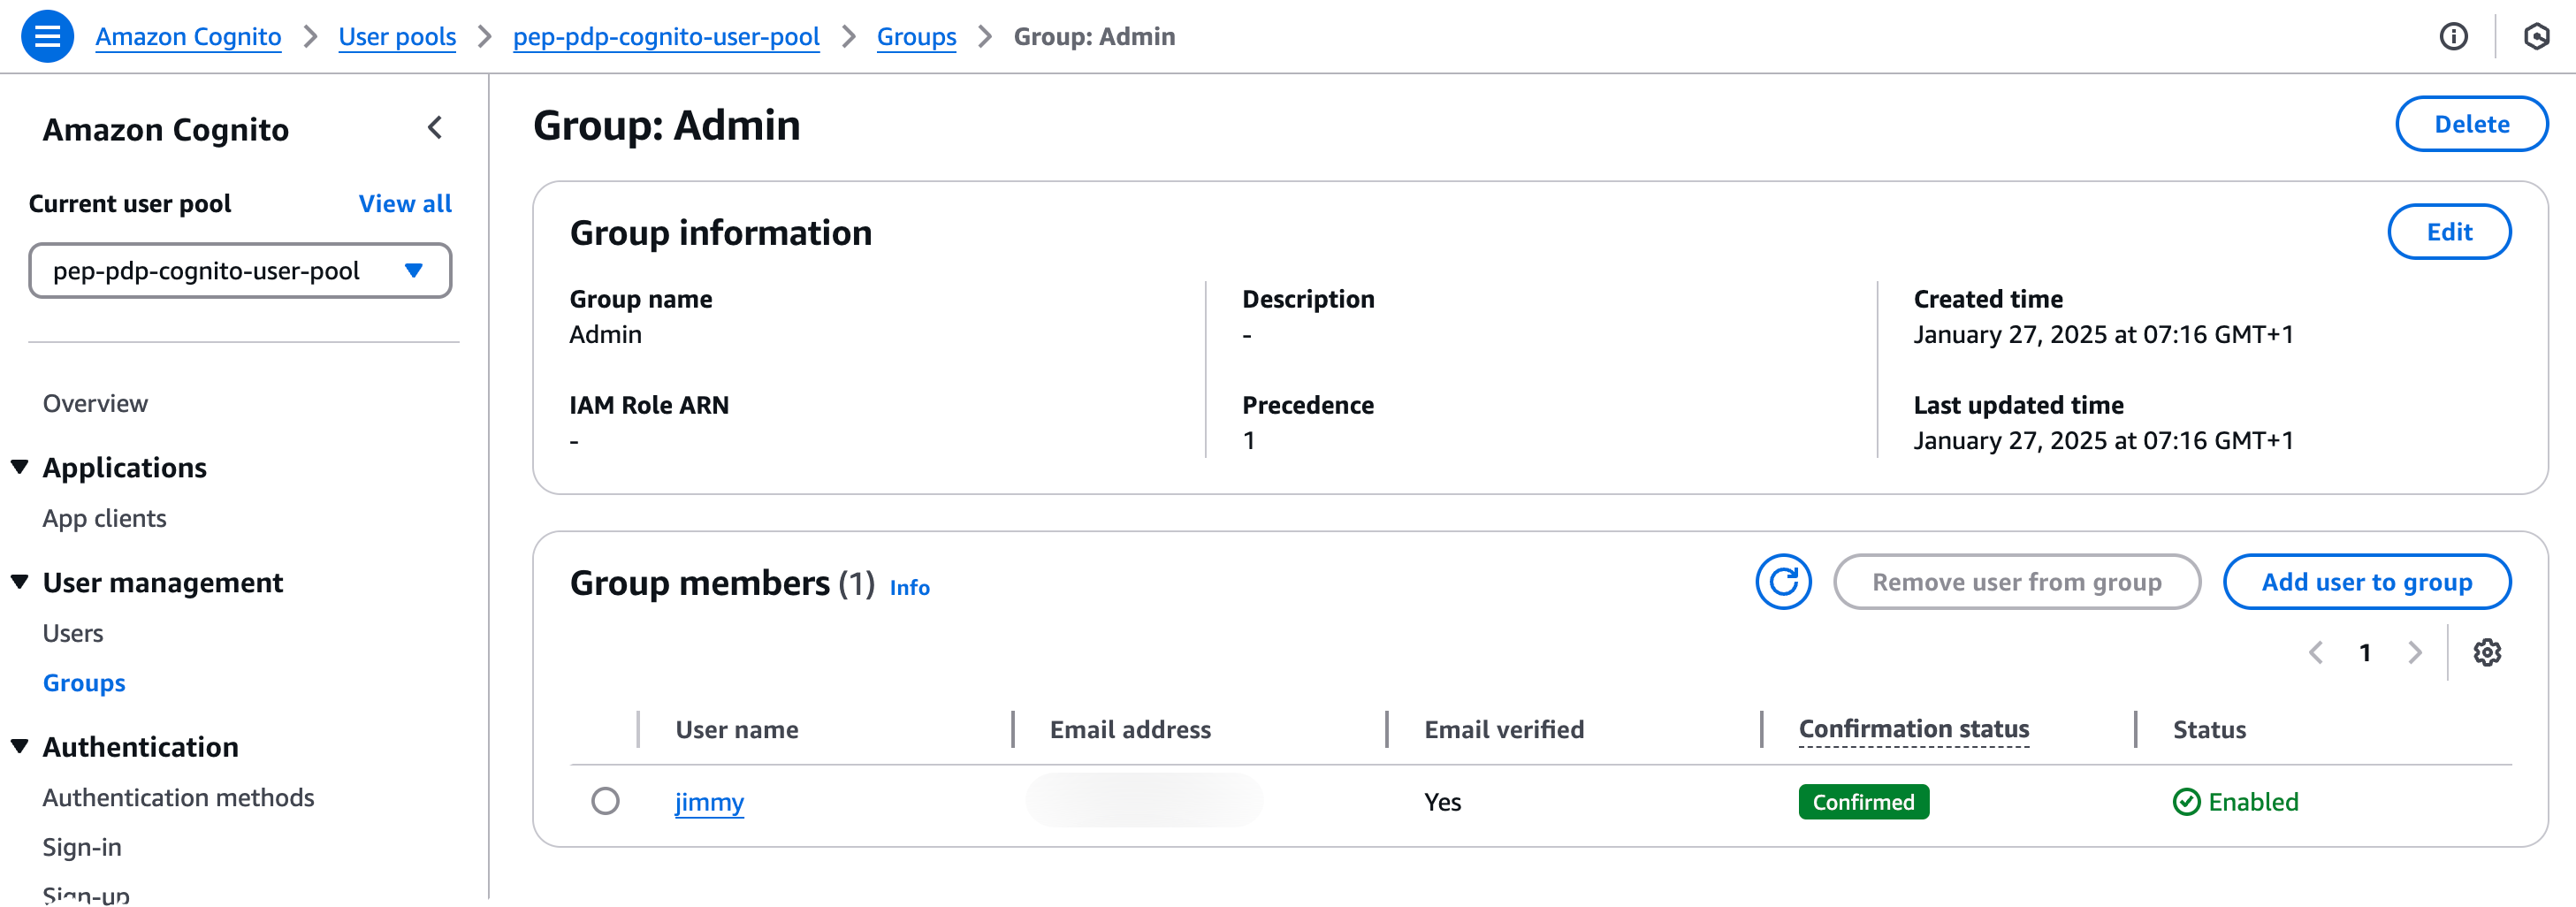 Amazon Cognito > User pools > pep-pdp-cognito-user-pool > Groups > Group: Admin
Amazon Cognito
Current user pool View all
pep-pdp-cognito-user-pool
Overview
Applications
App clients
User management
Users
Groups
Authentication
Authentication methods
Sign-in
Sign-up
Group: Admin
Delete
Group information
Edit
Group name
Admin
IAM Role ARN
-
Description
-
Precedence
1
Created time
January 27, 2025 at 07:16 GMT+1
Last updated time
January 27, 2025 at 07:16 GMT+1
Group members (1) Info
Remove user from group
Add user to group
1
User name Email address Email verified Confirmation status Status
jimmy Yes Confirmed Enabled